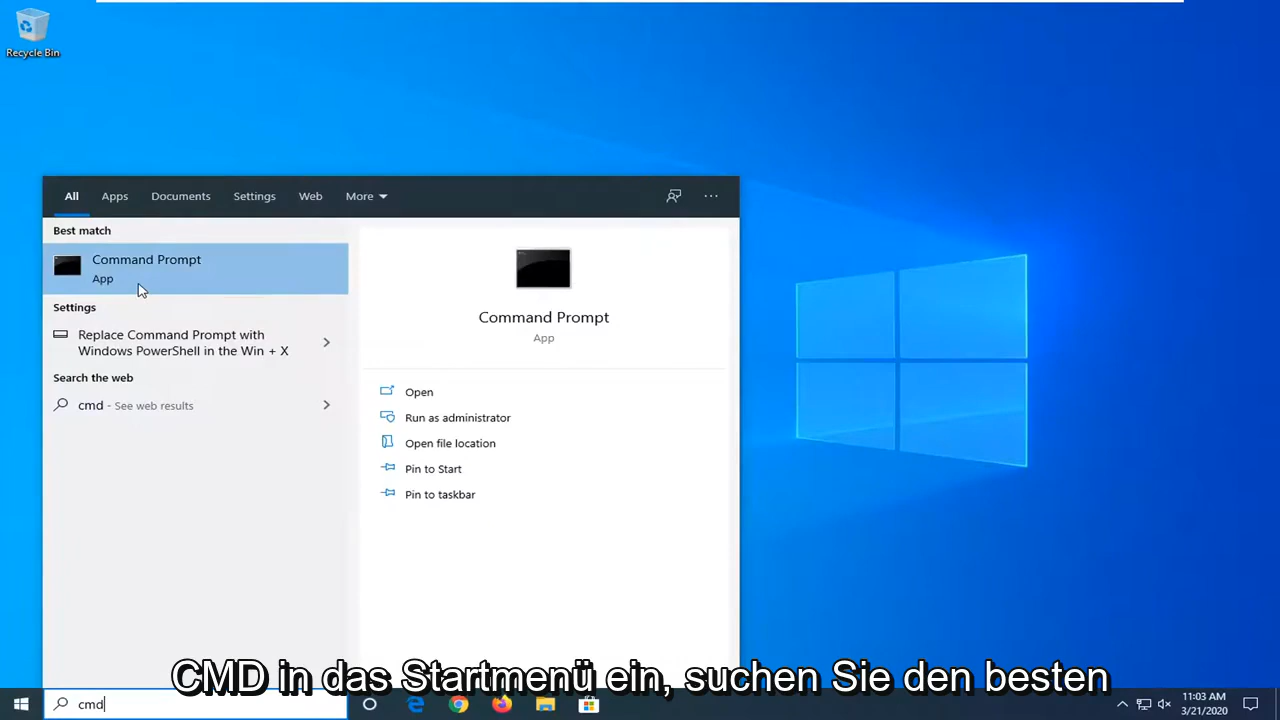 Recycle Bin
All Apps Documents Settings Web More
Best match
Command Prompt
App
Settings
Replace Command Prompt with
Windows PowerShell in the Win + X
Search the web
cmd - See web results
Command Prompt
App
Open
Run as administrator
Open file location
Pin to Start
Pin to taskbar
CMD in das Startmenü ein, suchen Sie den besten
cmd
11:03 AM
3/21/2020